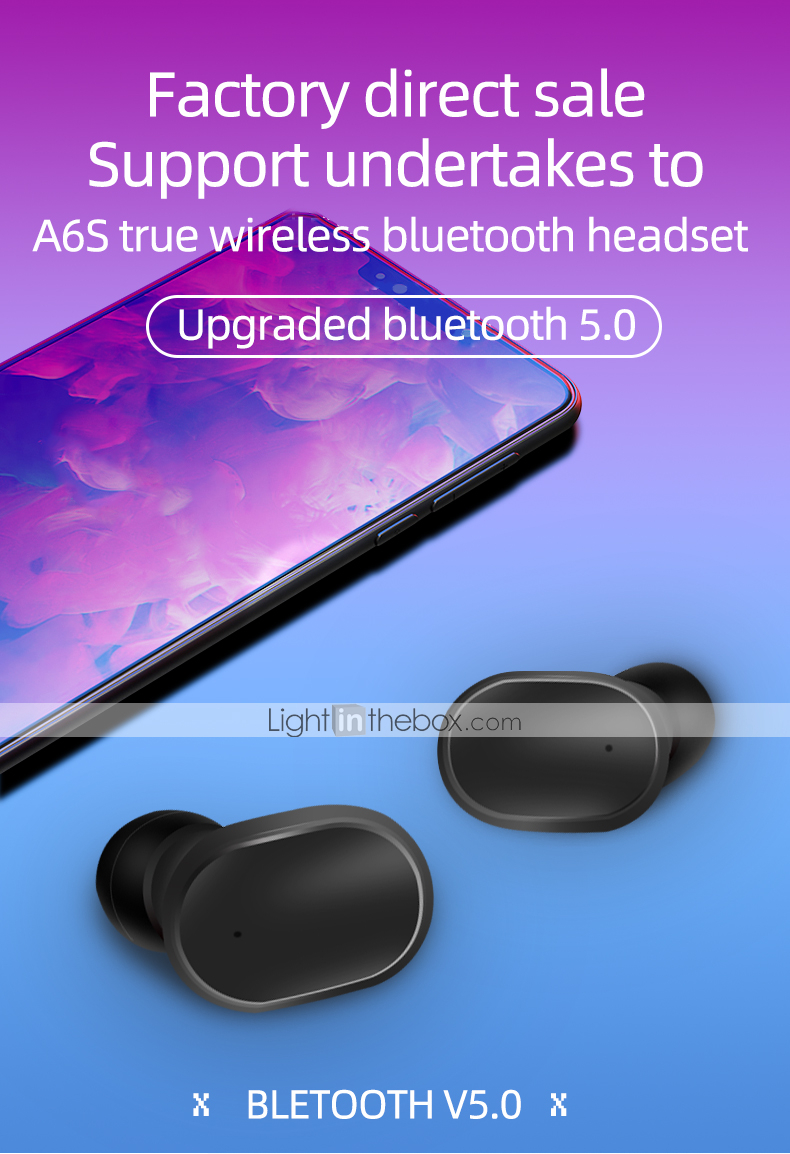 Factory direct sale
Support undertakes to
A6S true wireless bluetooth headset
Upgraded bluetooth 5.0
Lightinthebox.com
BLETOOTH V5.0